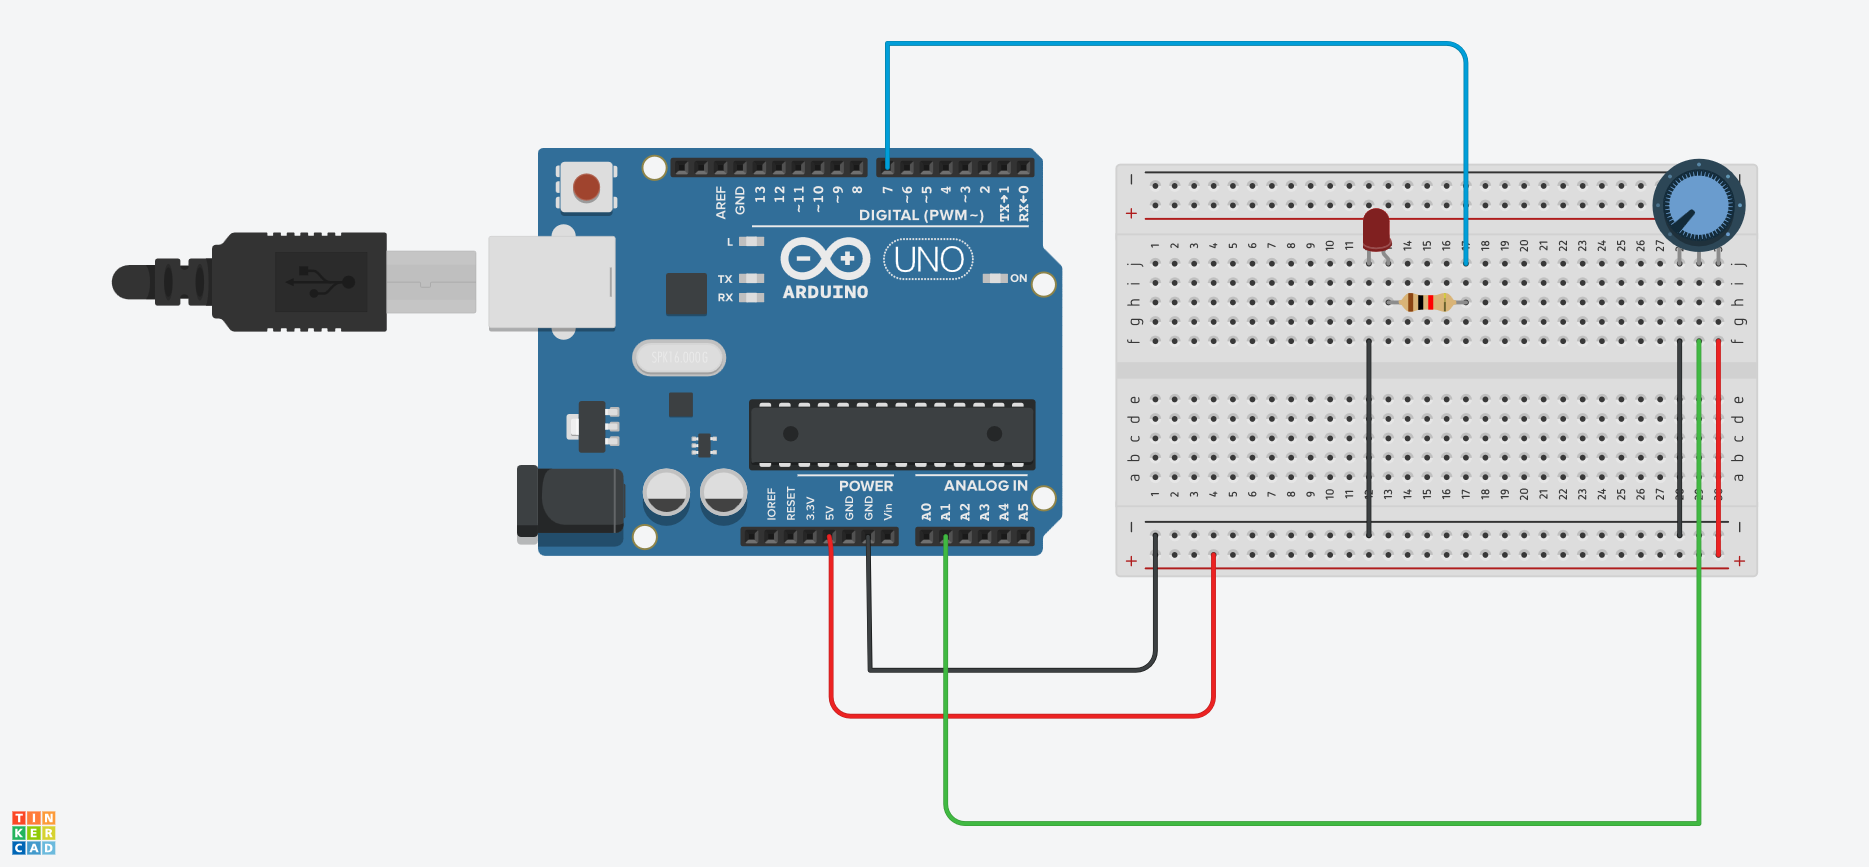 AREF
GND
13
12
~11
~10
~9
8
7
~6
~5
4
~3
2
TX→1
RX←0
DIGITAL (PWM~)
L
TX
RX
UNO
ON
ARDUINO
SPK16.000G
POWER
ANALOG IN
IOREF
RESET
3.3V
5V
GND
GND
Vin
A0
A1
A2
A3
A4
A5
− −
+
1 2 3 4 5 6 7 8 9 10 11 14 15 16 17 18 19 20 21 22 23 24 25 26 27
j j
i i
h h
g g
f f
e e
d d
c c
b b
a a
1 2 3 4 5 6 7 8 9 10 11 12 13 14 15 16 17 18 19 20 21 22 23 24 25 26 27 28 29 30
− −
+ +
TIN
KER
CAD